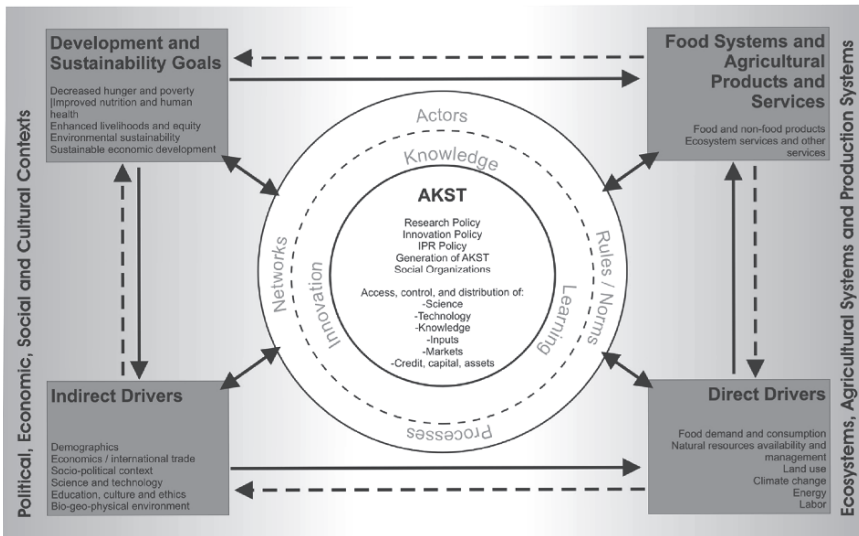 Political, Economic, Social and Cultural Contexts
Development and
Sustainability Goals
Decreased hunger and poverty
|Improved nutrition and human
health
Enhanced livelihoods and equity
Environmental sustainability
Sustainable economic development
Food Systems and
Agricultural
Products and
Services
Food and non-food products
Ecosystem services and other
services
Actors
Knowledge
AKST
Research Policy
Innovation Policy
IPR Policy
Generation of AKST
Social Organizations
Access, control, and distribution of:
-Science
-Technology
-Knowledge
-Inputs
-Markets
-Credit, capital, assets
Networks
Innovation
Learning
Rules / Norms
Processes
Indirect Drivers
Demographics
Economics / international trade
Socio-political context
Science and technology
Education, culture and ethics
Bio-geo-physical environment
Direct Drivers
Food demand and consumption
Natural resources availability and
management
Land use
Climate change
Energy
Labor
Ecosystems, Agricultural Systems and Production Systems